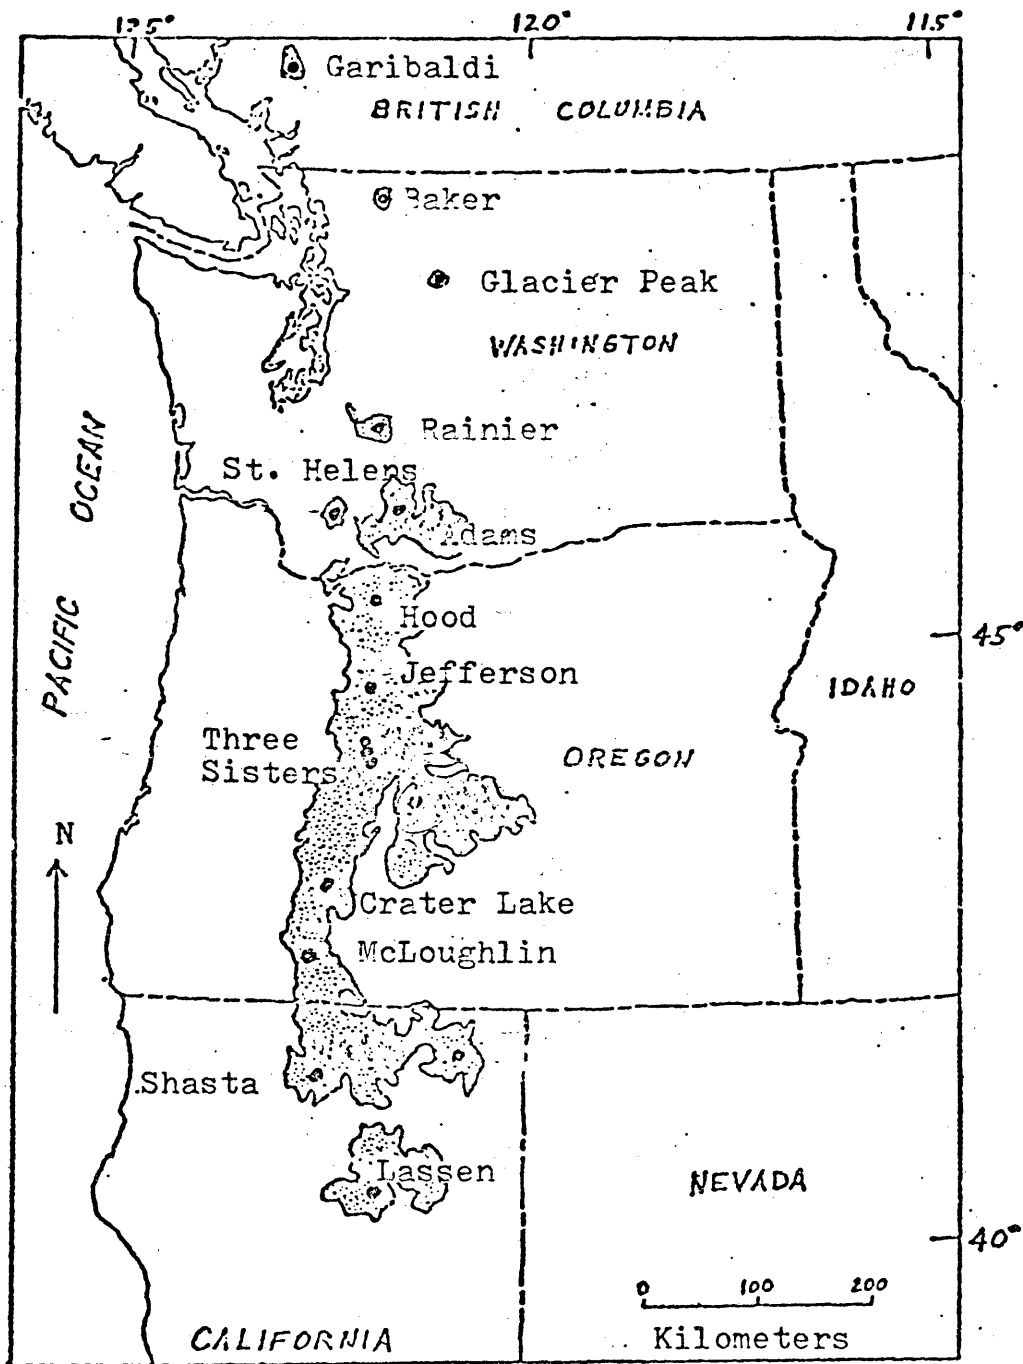 125° 120° 115°
Garibaldi
BRITISH COLUMBIA
Baker
Glacier Peak
WASHINGTON
Rainier
St. Helens
Adams
PACIFIC OCEAN
Hood
45°
Jefferson
IDAHO
Three
Sisters
OREGON
N
Crater Lake
McLoughlin
Shasta
Lassen
NEVADA
40°
0 100 200
Kilometers
CALIFORNIA